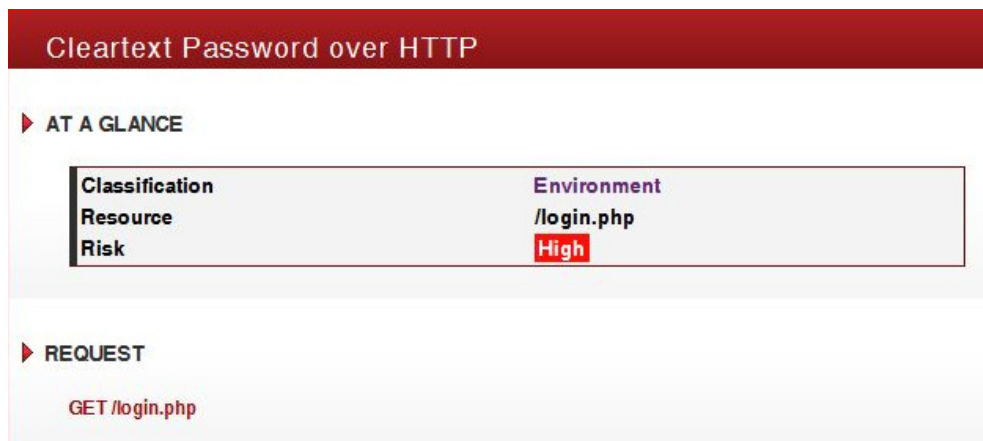 Cleartext Password over HTTP
AT A GLANCE
Classification Environment
Resource /login.php
Risk High
REQUEST
GET /login.php